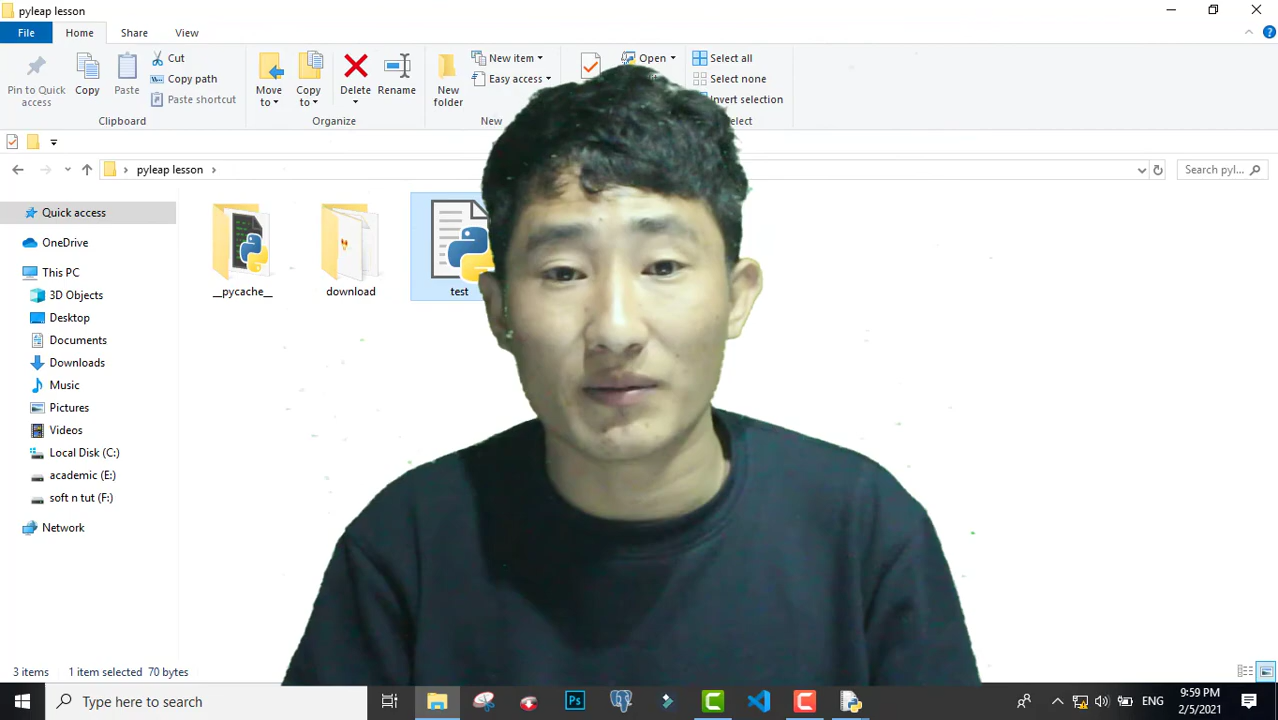 pyleap lesson
File
Home
Share
View
Pin to Quick
access
Copy
Paste
Cut
Copy path
Paste shortcut
Clipboard
Move
to
Copy
to
Delete
Rename
Organize
New
folder
New item
Easy access
New
Open
Select all
Select none
Invert selection
pyleap lesson
Search pyl...
Quick access
OneDrive
This PC
3D Objects
Desktop
Documents
Downloads
Music
Pictures
Videos
Local Disk (C:)
academic (E:)
soft n tut (F:)
Network
__pycache__
download
test
3 items
1 item selected 70 bytes
Type here to search
Ps
ENG
9:59 PM
2/5/2021